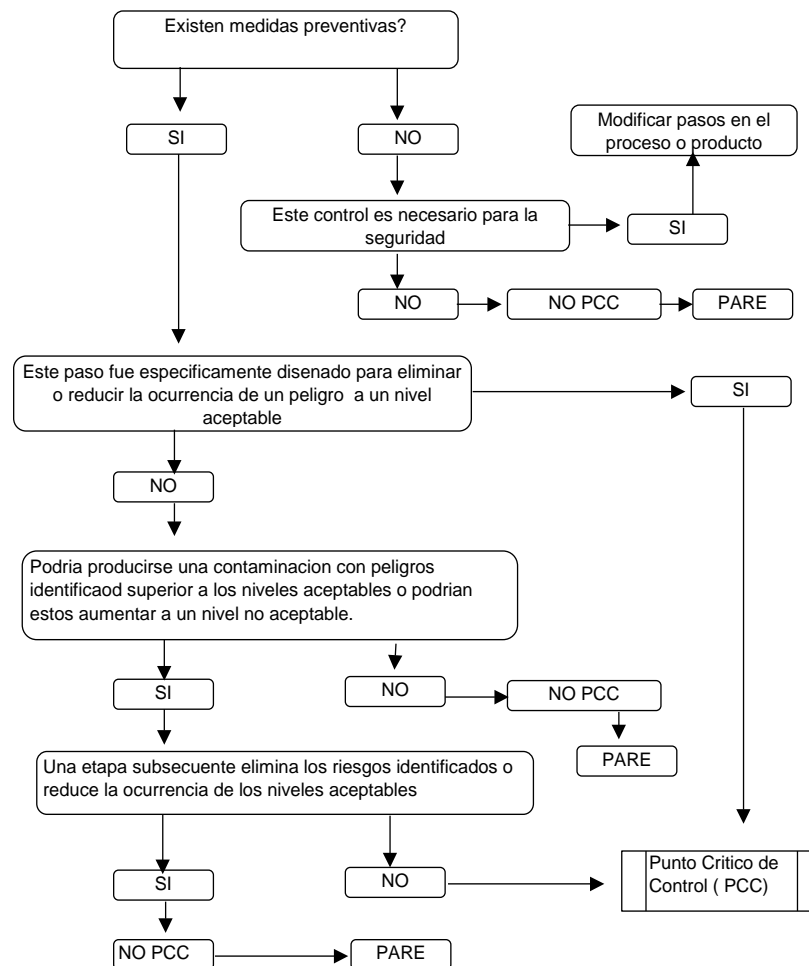 Existen medidas preventivas?
SI
NO
Modificar pasos en el
proceso o producto
Este control es necesario para la
seguridad
SI
NO
NO PCC
PARE
Este paso fue especificamente disenado para eliminar
o reducir la ocurrencia de un peligro a un nivel
aceptable
SI
NO
Podria producirse una contaminacion con peligros
identificaod superior a los niveles aceptables o podrian
estos aumentar a un nivel no aceptable.
SI
NO
NO PCC
PARE
Una etapa subsecuente elimina los riesgos identificados o
reduce la ocurrencia de los niveles aceptables
SI
NO
Punto Critico de
Control ( PCC)
NO PCC
PARE